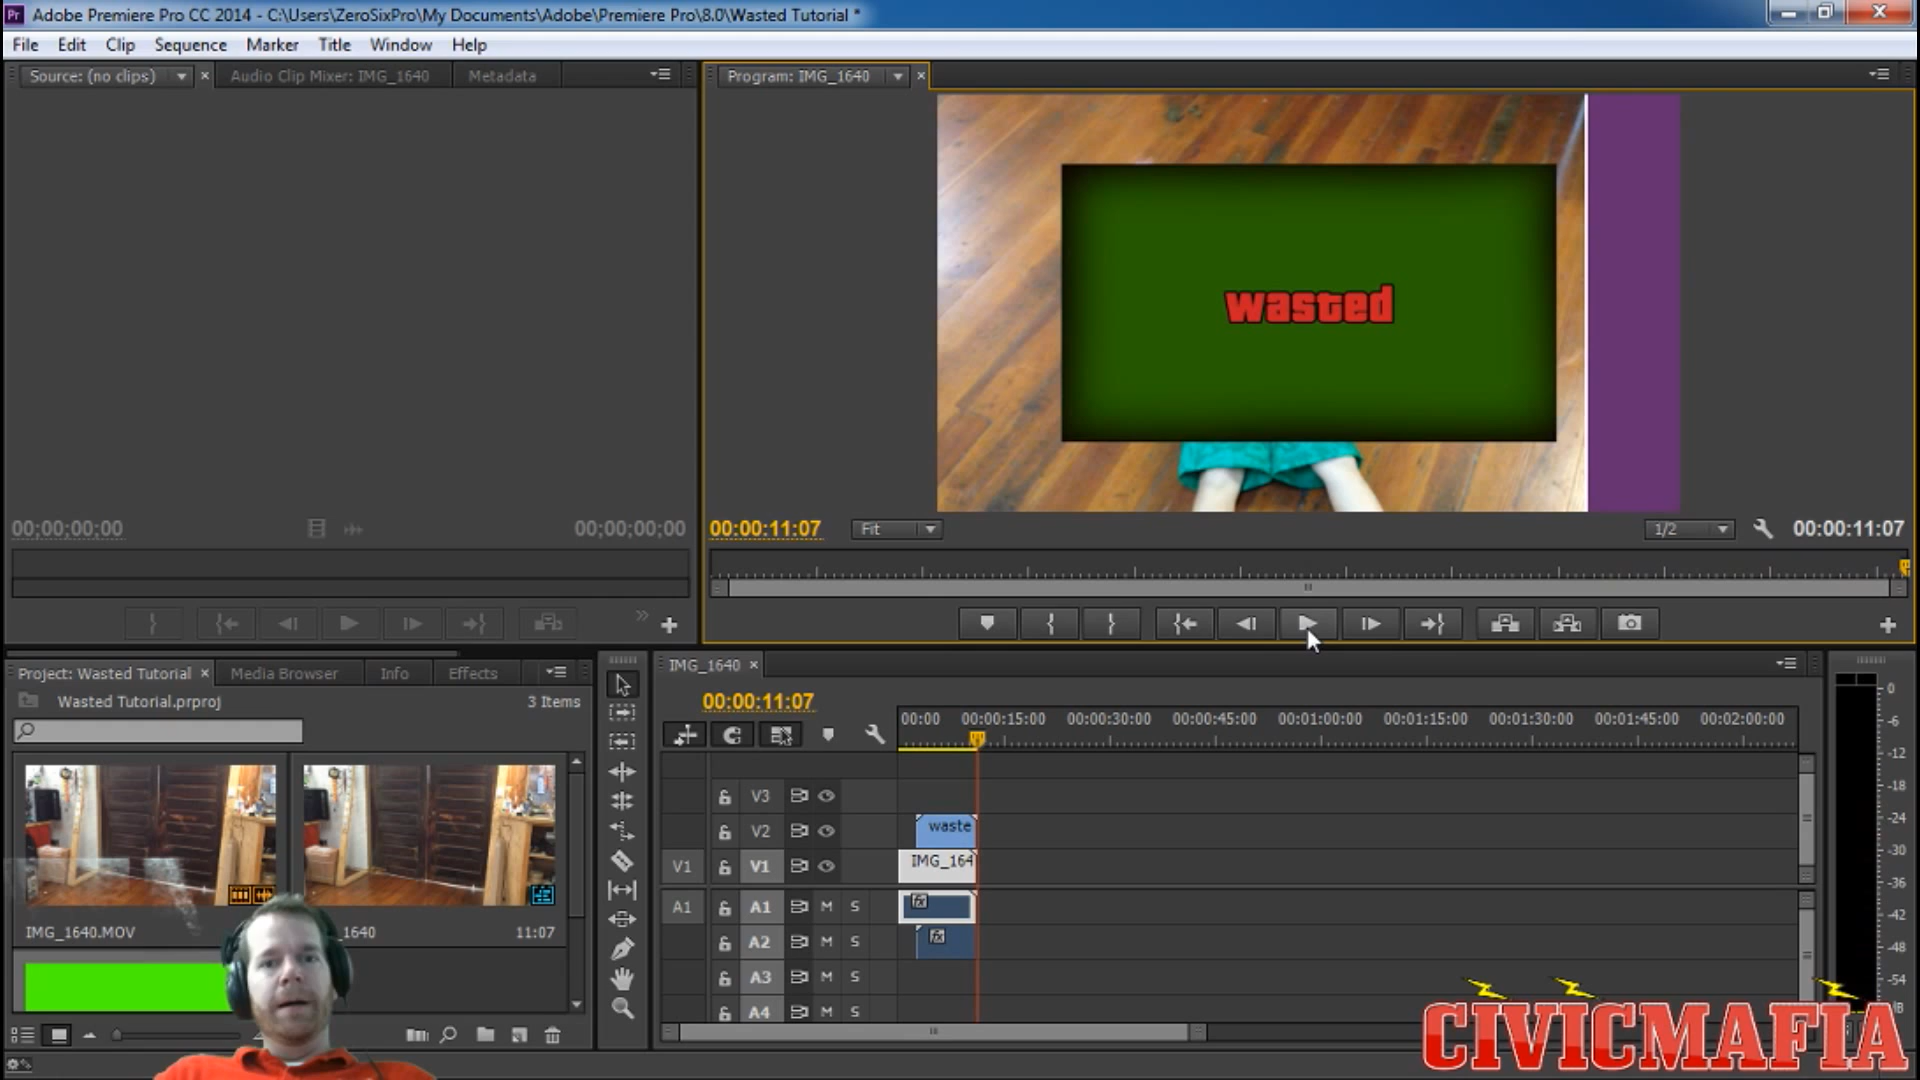 Pr Adobe Premiere Pro CC 2014 - C:\Users\ZeroSixPro\My Documents\Adobe\Premiere Pro\8.0\Wasted Tutorial *
File Edit Clip Sequence Marker Title Window Help
Source: (no clips) Audio Clip Mixer: IMG_1640 Metadata
Program: IMG_1640
wasted
00;00;00;00 00;00;00;00
00:00:11:07 Fit 1/2 00:00:11:07
Project: Wasted Tutorial Media Browser Info Effects
Wasted Tutorial.prproj 3 Items
IMG_1640.MOV _1640 11:07
IMG_1640
00:00:11:07
00:00 00:00:15:00 00:00:30:00 00:00:45:00 00:01:00:00 00:01:15:00 00:01:30:00 00:01:45:00 00:02:00:00
V3
V2 waste
V1 V1 IMG_164
A1 A1 M S fx
A2 M S fx
A3 M S
A4 M S
0
-6
-12
-18
-24
-30
-36
-42
-48
-54
dB
CIVICMAFIA